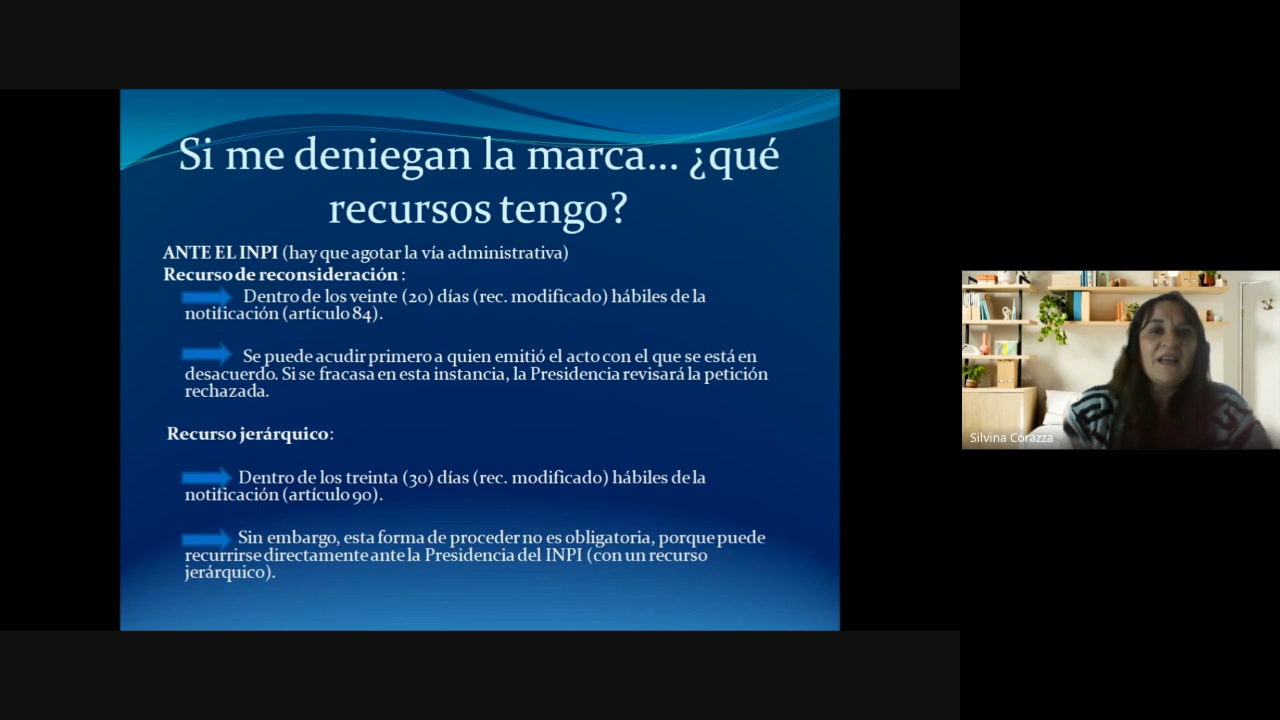 Si me deniegan la marca... ¿qué
recursos tengo?
ANTE EL INPI (hay que agotar la vía administrativa)
Recurso de reconsideración :
Dentro de los veinte (20) días (rec. modificado) hábiles de la
notificación (artículo 84).
Se puede acudir primero a quien emitió el acto con el que se está en
desacuerdo. Si se fracasa en esta instancia, la Presidencia revisará la petición
rechazada.
Recurso jerárquico:
Dentro de los treinta (30) días (rec. modificado) hábiles de la
notificación (artículo 90).
Sin embargo, esta forma de proceder no es obligatoria, porque puede
recurrirse directamente ante la Presidencia del INPI (con un recurso
jerárquico).
Silvina Corazza